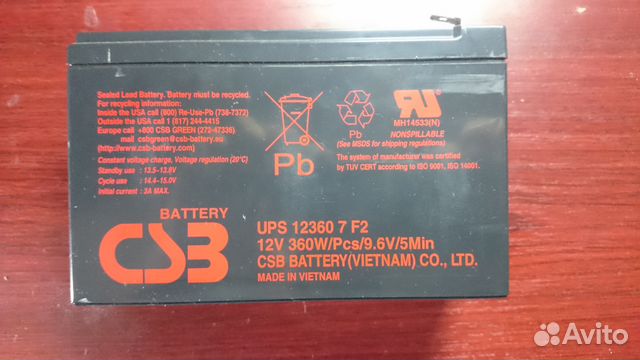 Sealed Lead Battery. Battery must be recycled.
For recycling information:
Inside the USA call (800) Re-Use-Pb (738-7372)
Outside the USA call 1 (817) 244-4415
Europe call +800 CSB GREEN (272-47336)
mail csbgreen@csb-battery.eu
(http://www.csb-battery.com)
Constant voltage charge, Voltage regulation (20°C)
Standby use : 13.5-13.8V
Cycle use : 14.4-15.0V
Initial current : 3A MAX.
Pb
Pb
MH14533(N)
NONSPILLABLE
(See MSDS for shipping exempts)
The system of manufacturer was certified
by TUV CERT according to ISO 9001, ISO 14001.
BATTERY
CSB
UPS 12360 7 F2
12V 360W/Pcs/9.6V/5Min
CSB BATTERY(VIETNAM) CO., LTD.
MADE IN VIETNAM
Avito